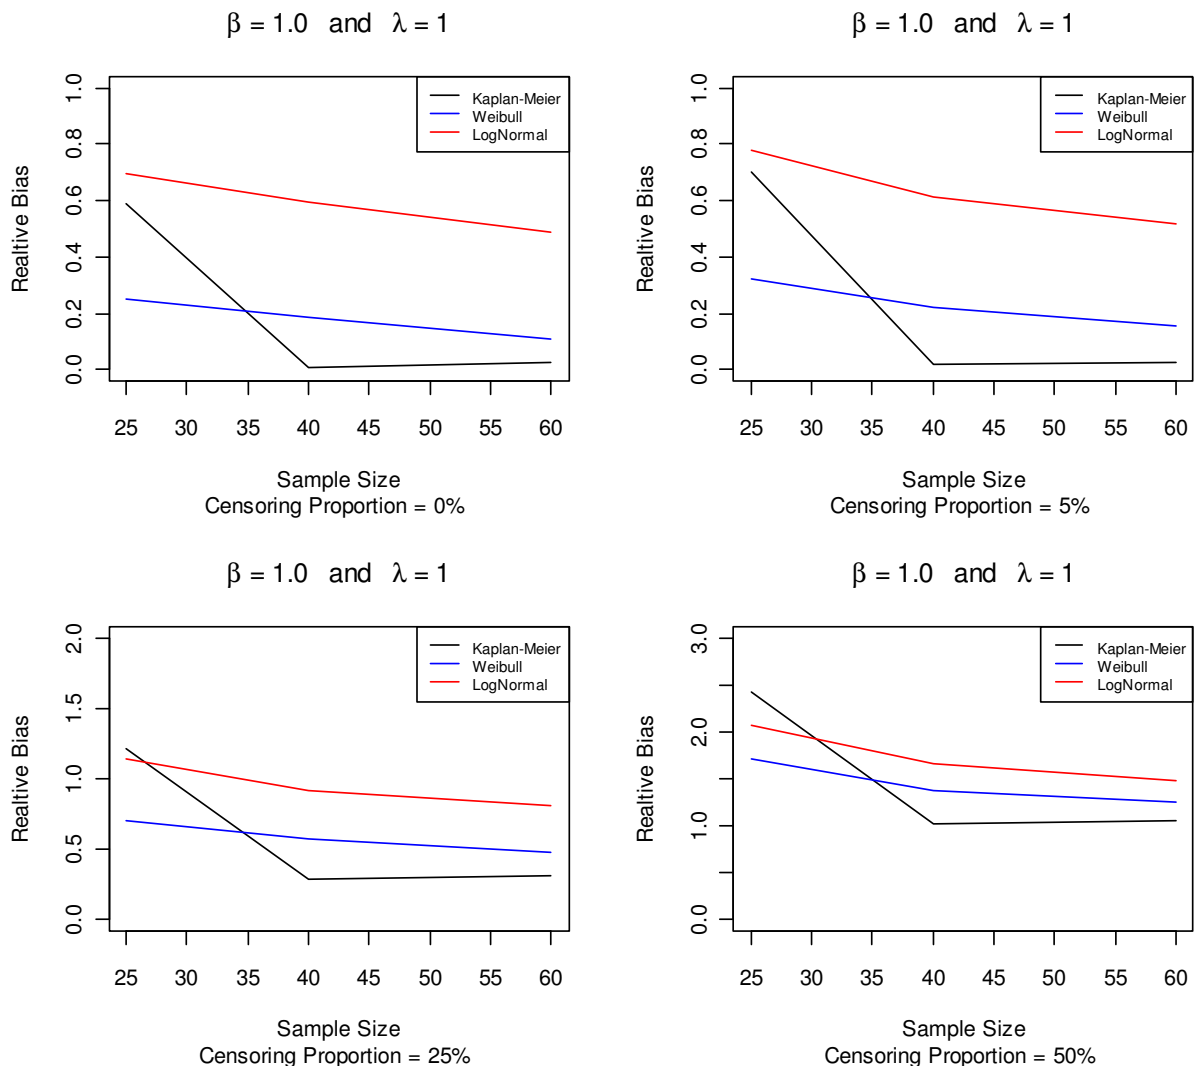 β = 1.0 and λ = 1
Realtive Bias
1.0
0.8
0.6
0.4
0.2
0.0
Kaplan-Meier
Weibull
LogNormal
25 30 35 40 45 50 55 60
Sample Size
Censoring Proportion = 0%
β = 1.0 and λ = 1
Realtive Bias
1.0
0.8
0.6
0.4
0.2
0.0
Kaplan-Meier
Weibull
LogNormal
25 30 35 40 45 50 55 60
Sample Size
Censoring Proportion = 5%
β = 1.0 and λ = 1
Realtive Bias
2.0
1.5
1.0
0.5
0.0
Kaplan-Meier
Weibull
LogNormal
25 30 35 40 45 50 55 60
Sample Size
Censoring Proportion = 25%
β = 1.0 and λ = 1
Realtive Bias
3.0
2.0
1.0
0.0
Kaplan-Meier
Weibull
LogNormal
25 30 35 40 45 50 55 60
Sample Size
Censoring Proportion = 50%